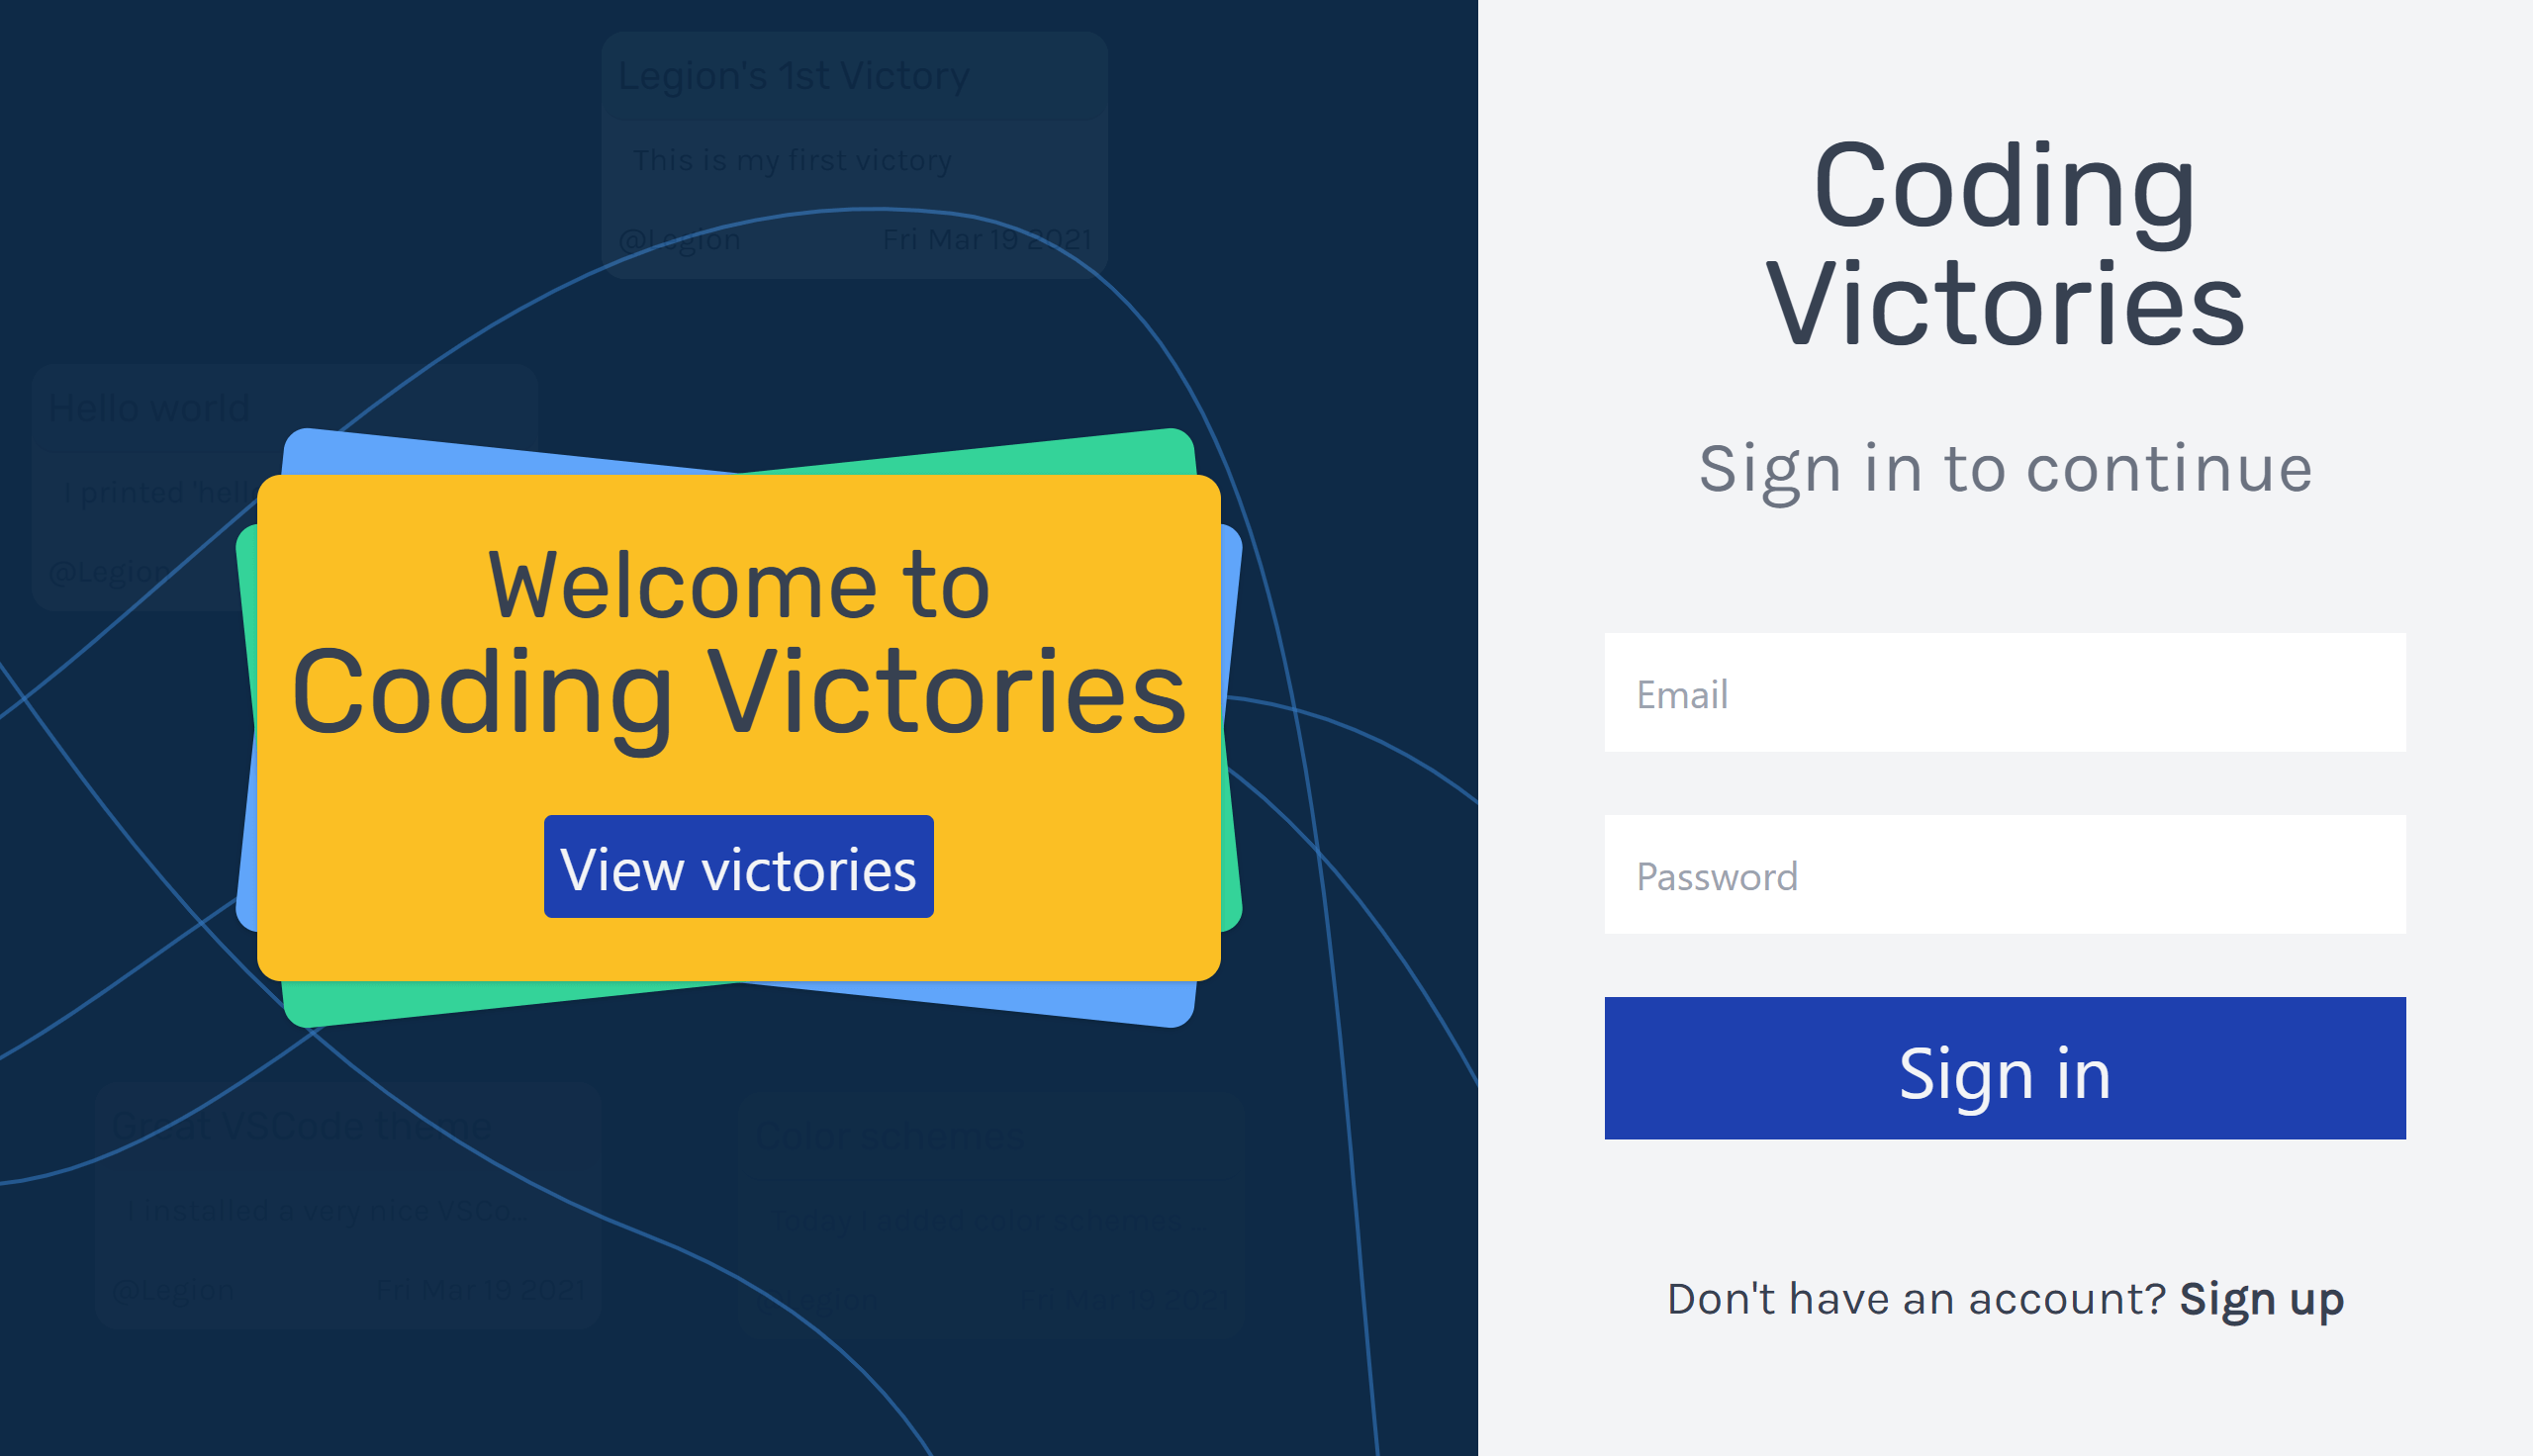 Legion's 1st Victory
This is my first victory
@Legion Fri Mar 19 2021
Hello world
I printed 'hell
@Legion
Welcome to
Coding Victories
View victories
Great VSCode theme
I installed a very nice VSCo...
@Legion Fri Mar 19 2021
Color schemes
Today I added color schemes ...
@Legion Fri Mar 19 2021
Coding
Victories
Sign in to continue
Email
Password
Sign in
Don't have an account? Sign up